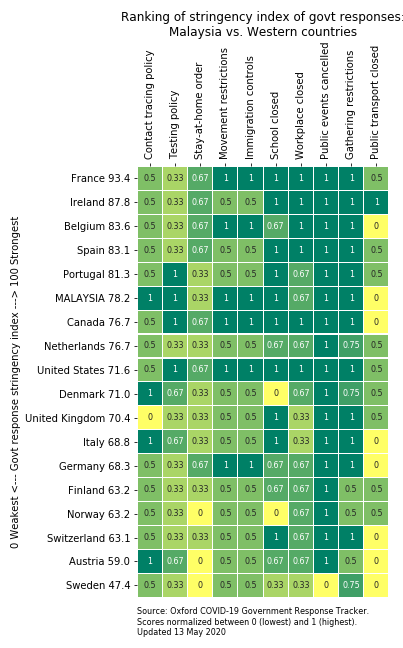 Ranking of stringency index of govt responses:
Malaysia vs. Western countries
Contact tracing policy
Testing policy
Stay-at-home order
Movement restrictions
Immigration controls
School closed
Workplace closed
Public events cancelled
Gathering restrictions
Public transport closed
0 Weakest <--- Govt response stringency index ---> 100 Strongest
France 93.4 0.5 0.33 0.67 1 1 1 1 1 1 0.5
Ireland 87.8 0.5 0.33 0.67 0.5 0.5 1 1 1 1 1
Belgium 83.6 0.5 0.33 0.67 1 1 0.67 1 1 1 0
Spain 83.1 0.5 0.33 0.67 0.5 0.5 1 1 1 1 0.5
Portugal 81.3 0.5 1 0.33 0.5 0.5 1 0.67 1 1 0.5
MALAYSIA 78.2 1 1 0.33 1 1 1 0.67 1 1 0
Canada 76.7 0.5 1 0.67 1 1 1 1 1 1 0
Netherlands 76.7 0.5 0.33 0.33 0.5 0.5 0.67 0.67 1 0.75 0.5
United States 71.6 0.5 1 0.67 1 1 1 1 1 1 0.5
Denmark 71.0 1 0.67 0.33 0.5 0.5 0 0.67 1 0.75 0.5
United Kingdom 70.4 0 0.33 0.33 0.5 0.5 1 0.33 1 1 0.5
Italy 68.8 1 0.67 0.33 0.5 0.5 1 0.33 1 1 0
Germany 68.3 0.5 0.33 0.67 1 1 0.67 0.67 1 1 0
Finland 63.2 0.5 0.33 0.33 0.5 0.5 0.67 0.67 1 0.5 0.5
Norway 63.2 0.5 0.33 0 0.5 0.5 0 0.67 1 0.5 0.5
Switzerland 63.1 0.5 0.33 0.33 0.5 0.5 1 0.67 1 1 0
Austria 59.0 1 0.67 0 0.5 0.5 0.67 0.67 1 0.5 0
Sweden 47.4 0.5 0.33 0 0.5 0.5 0.33 0.33 0 0.75 0
Source: Oxford COVID-19 Government Response Tracker.
Scores normalized between 0 (lowest) and 1 (highest).
Updated 13 May 2020